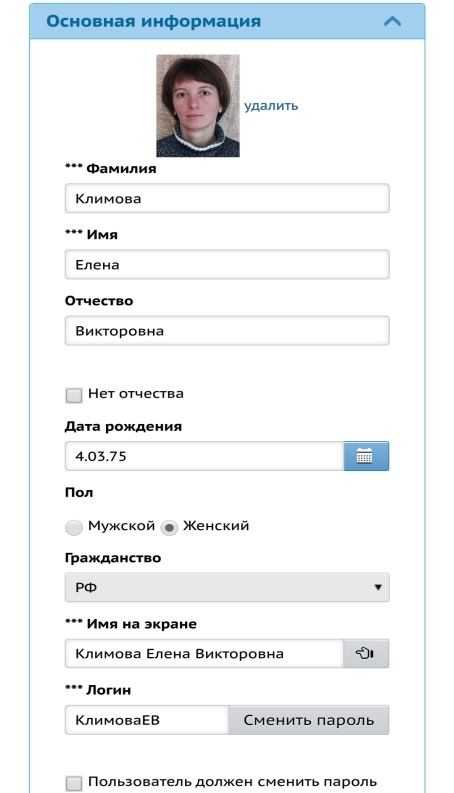 Основная информация
удалить
*** Фамилия
Климова
*** Имя
Елена
Отчество
Викторовна
Нет отчества
Дата рождения
4.03.75
Пол
Мужской Женский
Гражданство
РФ
*** Имя на экране
Климова Елена Викторовна
*** Логин
КлимоваЕВ Сменить пароль
Пользователь должен сменить пароль